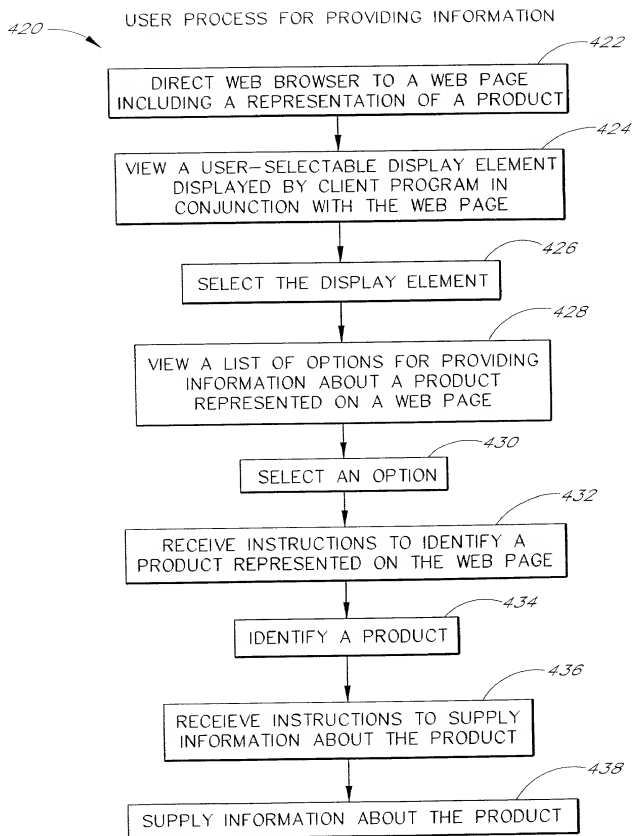 USER PROCESS FOR PROVIDING INFORMATION
420
422
DIRECT WEB BROWSER TO A WEB PAGE
INCLUDING A REPRESENTATION OF A PRODUCT
424
VIEW A USER-SELECTABLE DISPLAY ELEMENT
DISPLAYED BY CLIENT PROGRAM IN
CONJUNCTION WITH THE WEB PAGE
426
SELECT THE DISPLAY ELEMENT
428
VIEW A LIST OF OPTIONS FOR PROVIDING
INFORMATION ABOUT A PRODUCT
REPRESENTED ON A WEB PAGE
430
SELECT AN OPTION
432
RECEIVE INSTRUCTIONS TO IDENTIFY A
PRODUCT REPRESENTED ON THE WEB PAGE
434
IDENTIFY A PRODUCT
436
RECEIEVE INSTRUCTIONS TO SUPPLY
INFORMATION ABOUT THE PRODUCT
438
SUPPLY INFORMATION ABOUT THE PRODUCT